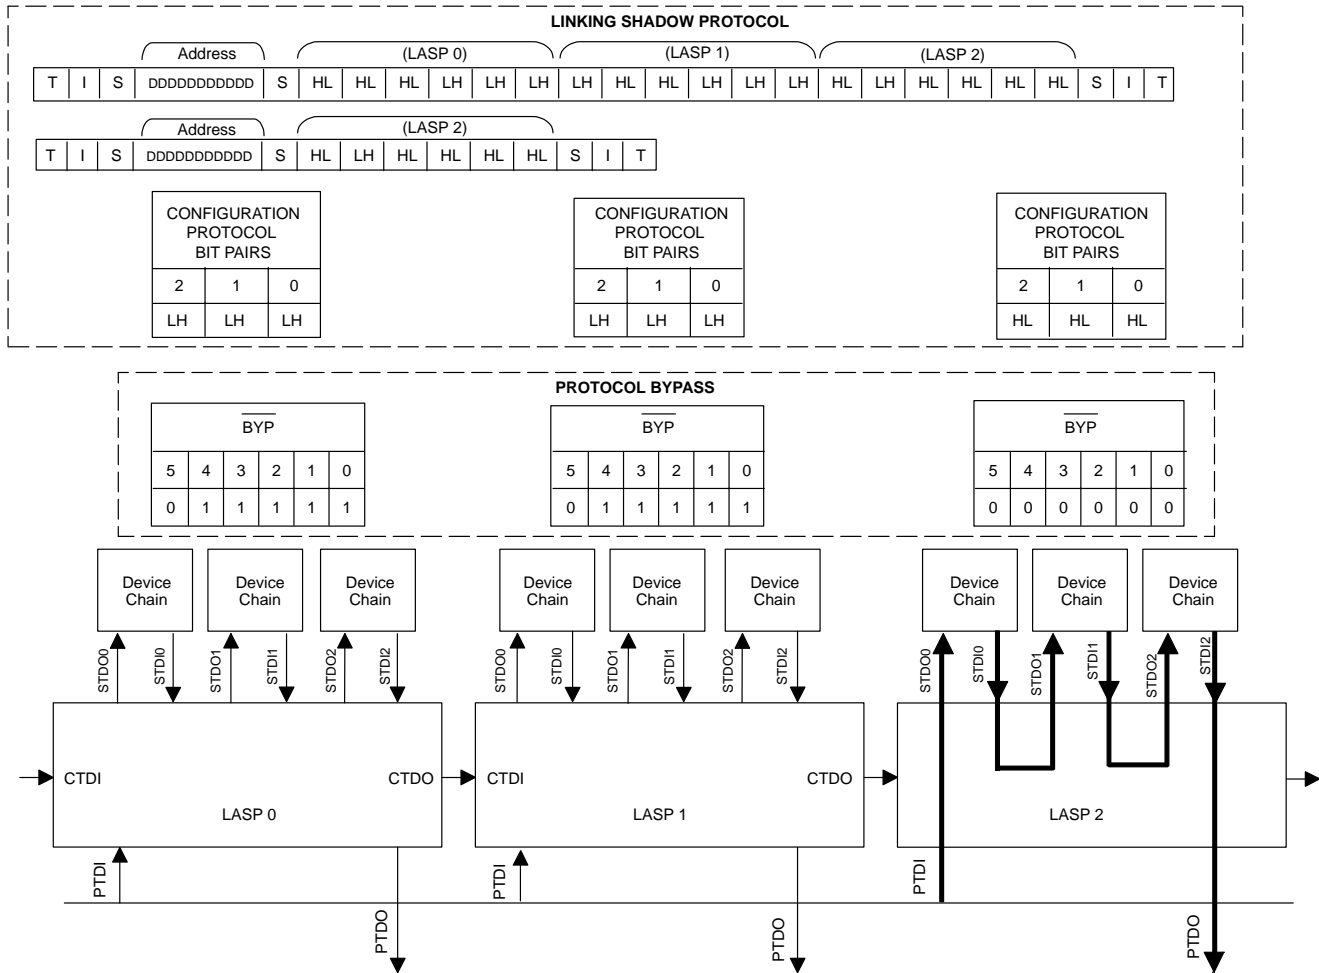 LINKING SHADOW PROTOCOL
Address (LASP 0) (LASP 1) (LASP 2)
T I S DDDDDDDDDDD S HL HL HL LH LH LH LH HL HL LH LH LH HL LH HL HL HL HL S I T
Address (LASP 2)
T I S DDDDDDDDDDD S HL LH HL HL HL HL S I T
CONFIGURATION PROTOCOL BIT PAIRS
2 1 0
LH LH LH
CONFIGURATION PROTOCOL BIT PAIRS
2 1 0
LH LH LH
CONFIGURATION PROTOCOL BIT PAIRS
2 1 0
HL HL HL
PROTOCOL BYPASS
BYP
5 4 3 2 1 0
0 1 1 1 1 1
BYP
5 4 3 2 1 0
0 1 1 1 1 1
BYP
5 4 3 2 1 0
0 0 0 0 0 0
Device Chain
Device Chain
Device Chain
Device Chain
Device Chain
Device Chain
Device Chain
Device Chain
Device Chain
STDO0 STDI0 STDO1 STDI1 STDO2 STDI2
STDO0 STDI0 STDO1 STDI1 STDO2 STDI2
STDO0 STDI0 STDO1 STDI1 STDO2 STDI2
CTDI CTDO CTDI CTDO
LASP 0 LASP 1 LASP 2
PTDI PTDI PTDI
PTDO PTDO PTDO